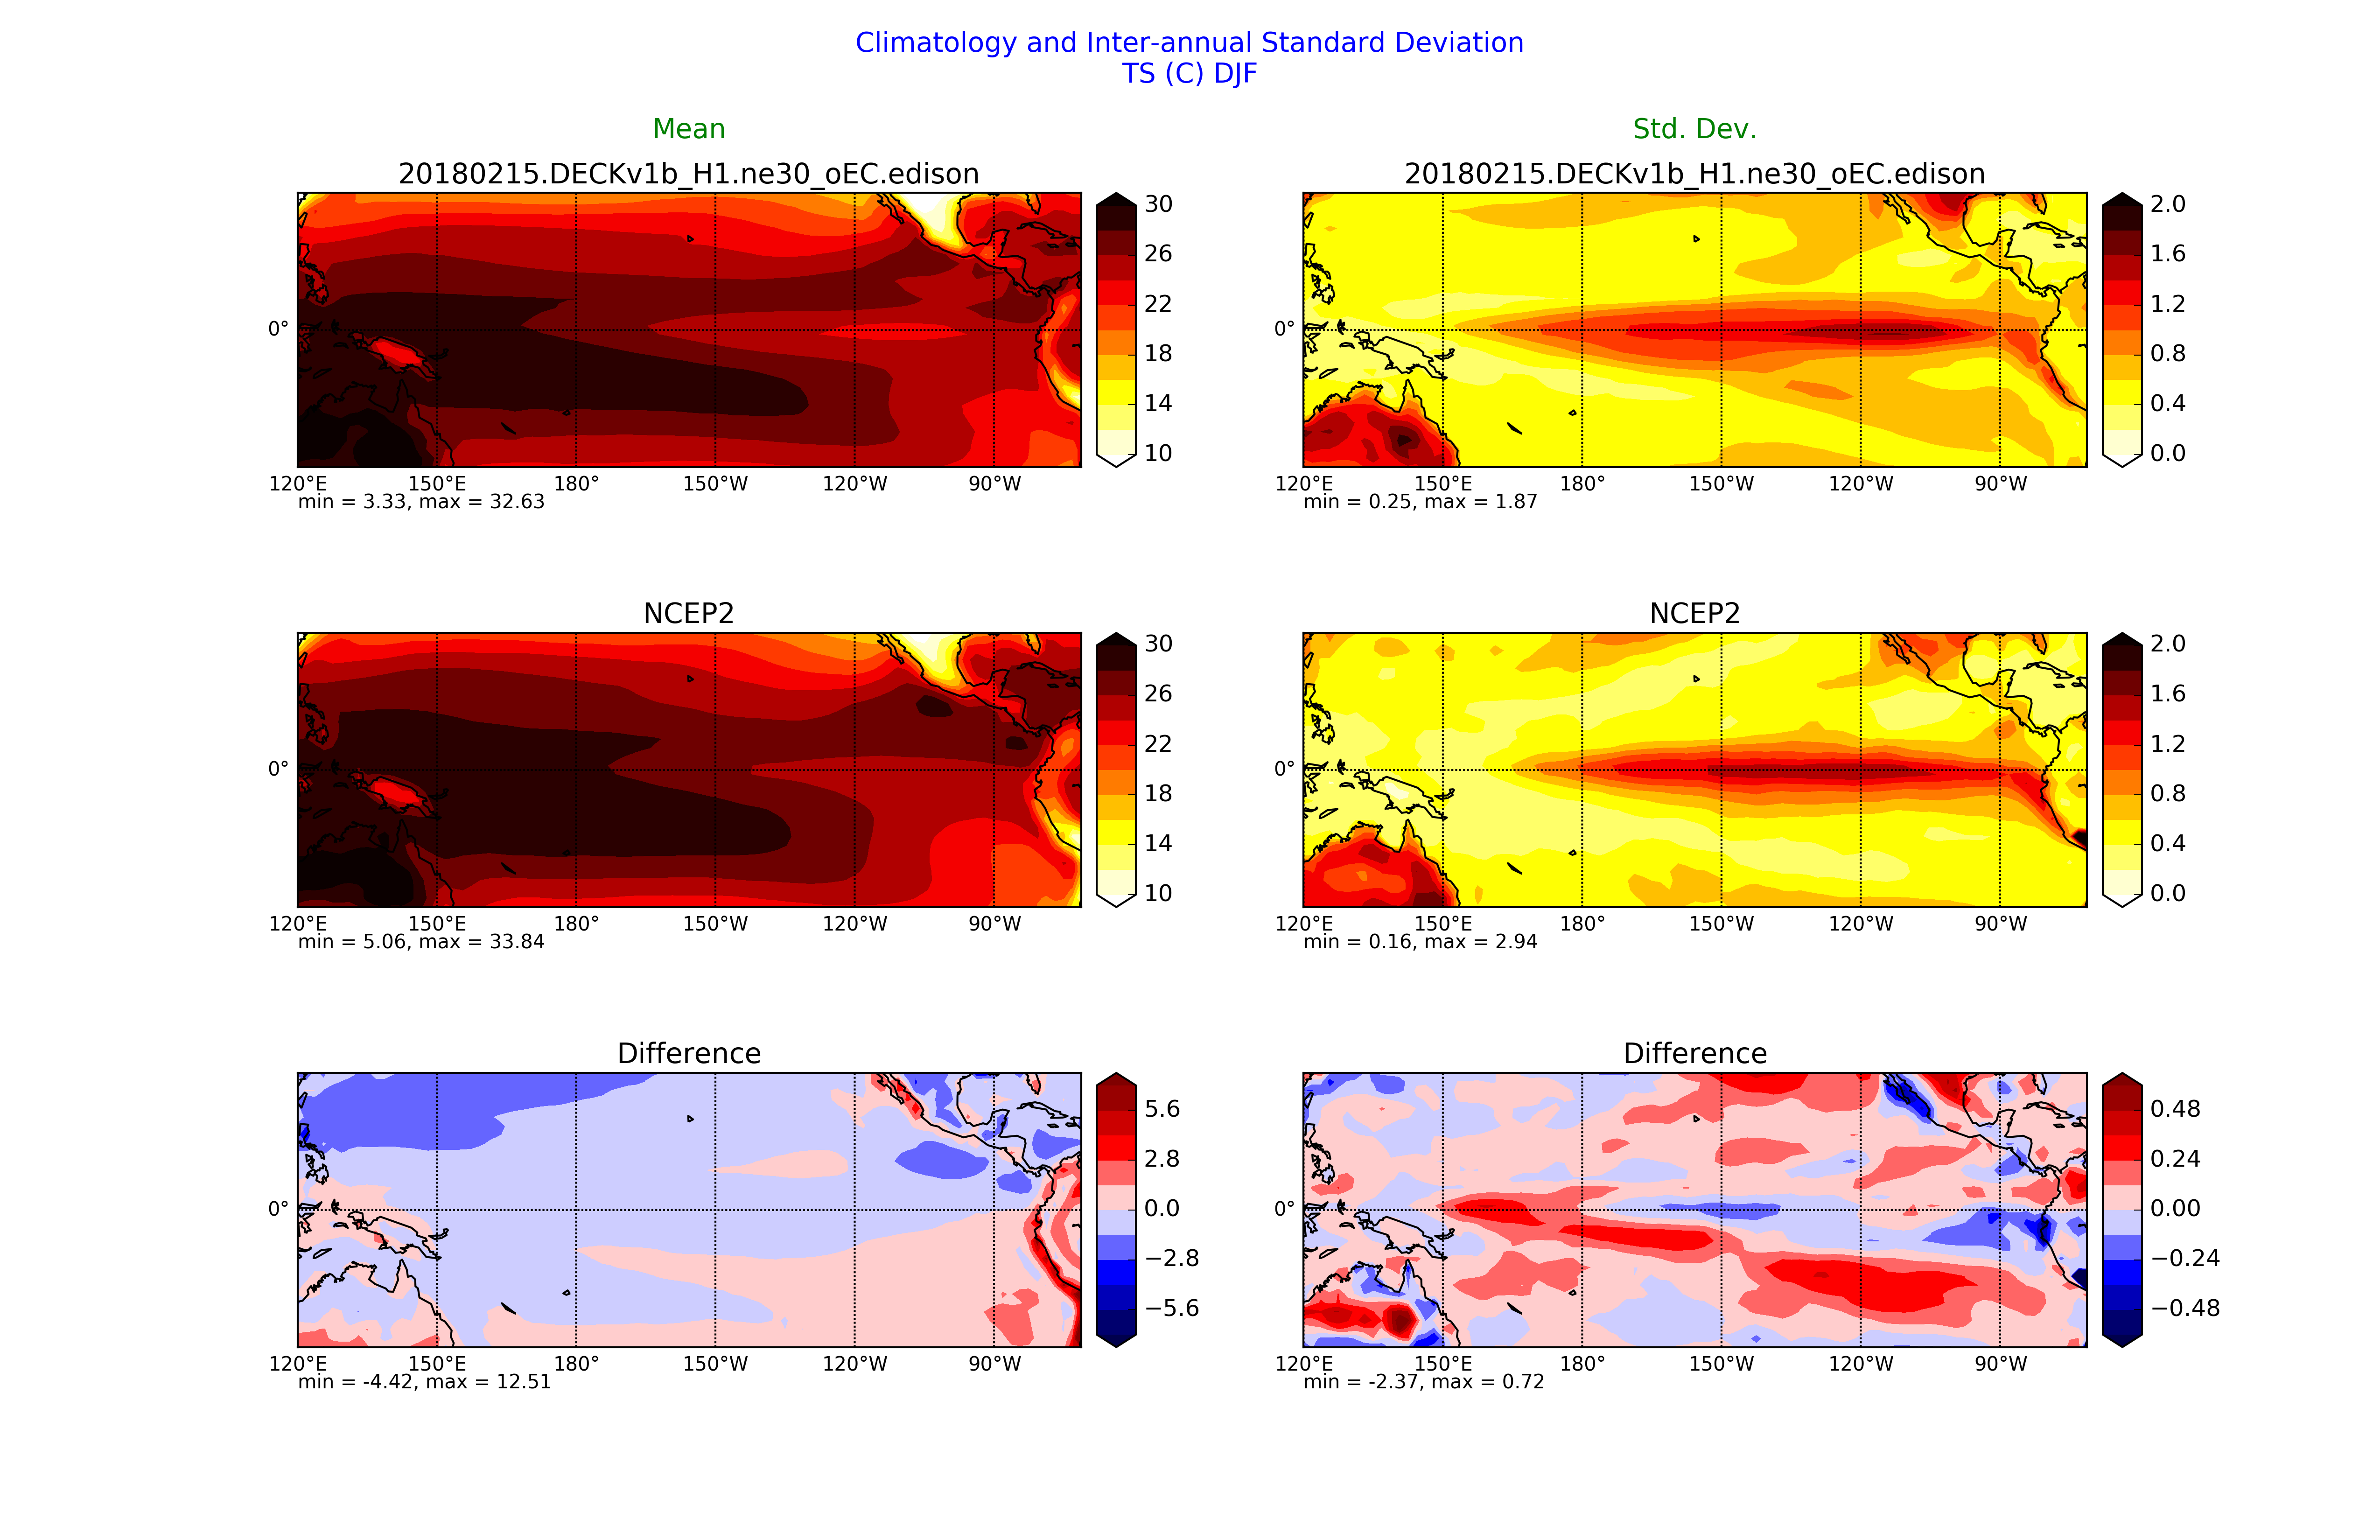 Climatology and Inter-annual Standard Deviation
TS (C) DJF
Mean
Std. Dev.
20180215.DECKv1b_H1.ne30_oEC.edison
0°
120°E 150°E 180° 150°W 120°W 90°W
min = 3.33, max = 32.63
30
26
22
18
14
10
20180215.DECKv1b_H1.ne30_oEC.edison
0°
120°E 150°E 180° 150°W 120°W 90°W
min = 0.25, max = 1.87
2.0
1.6
1.2
0.8
0.4
0.0
NCEP2
0°
120°E 150°E 180° 150°W 120°W 90°W
min = 5.06, max = 33.84
30
26
22
18
14
10
NCEP2
0°
120°E 150°E 180° 150°W 120°W 90°W
min = 0.16, max = 2.94
2.0
1.6
1.2
0.8
0.4
0.0
Difference
0°
120°E 150°E 180° 150°W 120°W 90°W
min = -4.42, max = 12.51
5.6
2.8
0.0
−2.8
−5.6
Difference
0°
120°E 150°E 180° 150°W 120°W 90°W
min = -2.37, max = 0.72
0.48
0.24
0.00
−0.24
−0.48